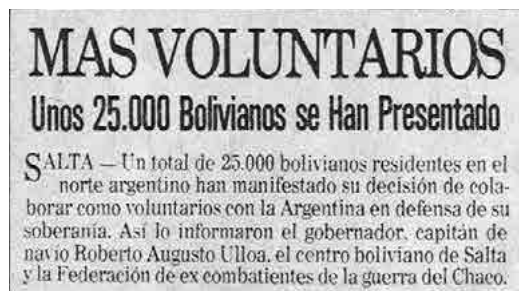 MAS VOLUNTARIOS
Unos 25.000 Bolivianos se Han Presentado
SALTA — Un total de 25.000 bolivianos residentes en el
norte argentino han manifestado su decisión de cola-
borar como voluntarios con la Argentina en defensa de su
soberanía. Así lo informaron el gobernador, capitán de
navío Roberto Augusto Ulloa, el centro boliviano de Salta
y la Federación de ex combatientes de la guerra del Chaco.